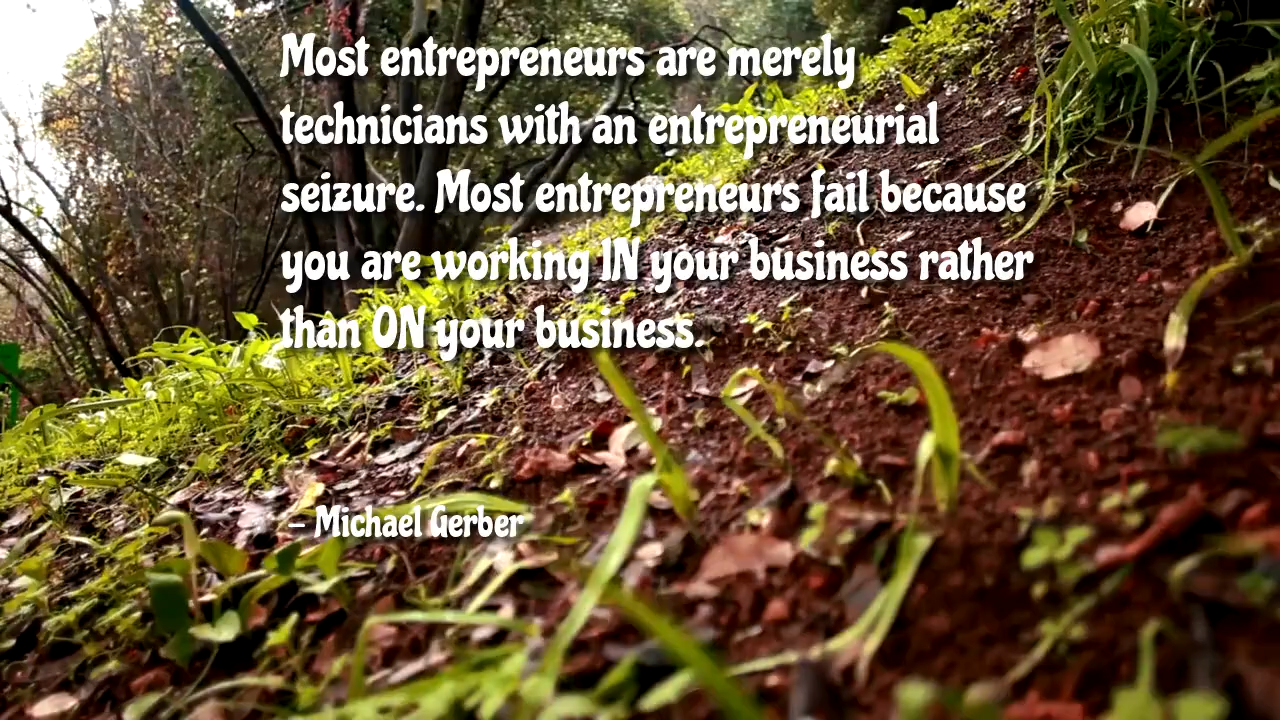 Most entrepreneurs are merely
technicians with an entrepreneurial
seizure. Most entrepreneurs fail because
you are working IN your business rather
than ON your business.
– Michael Gerber